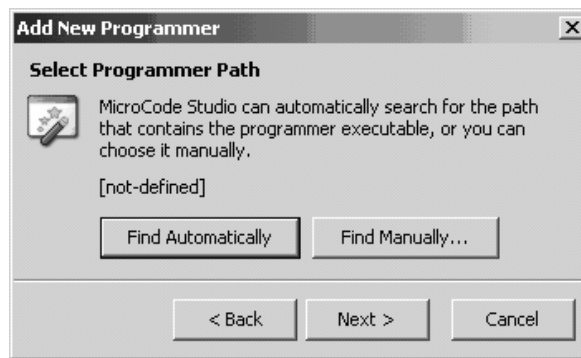 Add New Programmer
Select Programmer Path
MicroCode Studio can automatically search for the path
that contains the programmer executable, or you can
choose it manually.
[not-defined]
Find Automatically
Find Manually...
< Back
Next >
Cancel